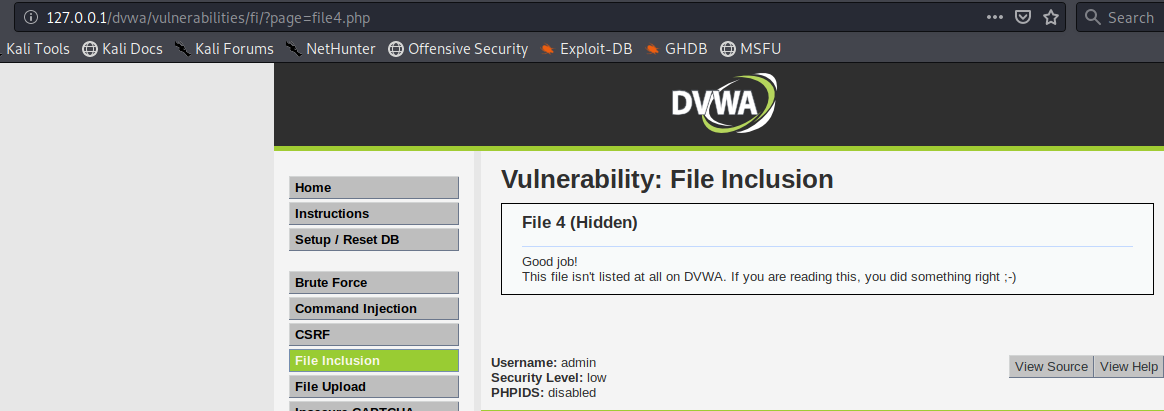 127.0.0.1/dvwa/vulnerabilities/fi/?page=file4.php
Search
Kali Tools
Kali Docs
Kali Forums
NetHunter
Offensive Security
Exploit-DB
GHDB
MSFU
DVWA
Home
Instructions
Setup / Reset DB
Brute Force
Command Injection
CSRF
File Inclusion
File Upload
Insecure CAPTCHA
Vulnerability: File Inclusion
File 4 (Hidden)
Good job!
This file isn't listed at all on DVWA. If you are reading this, you did something right ;-)
Username: admin
Security Level: low
PHPIDS: disabled
View Source
View Help